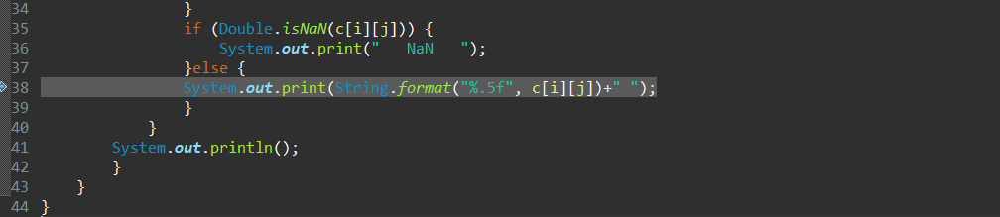 34                 }
35                 if (Double.isNaN(c[i][j])) {
36                     System.out.print("   NaN   ");
37                 }else {
38                 System.out.print(String.format("%.5f", c[i][j])+" ");
39                 }
40             }
41         System.out.println();
42         }
43     }
44 }